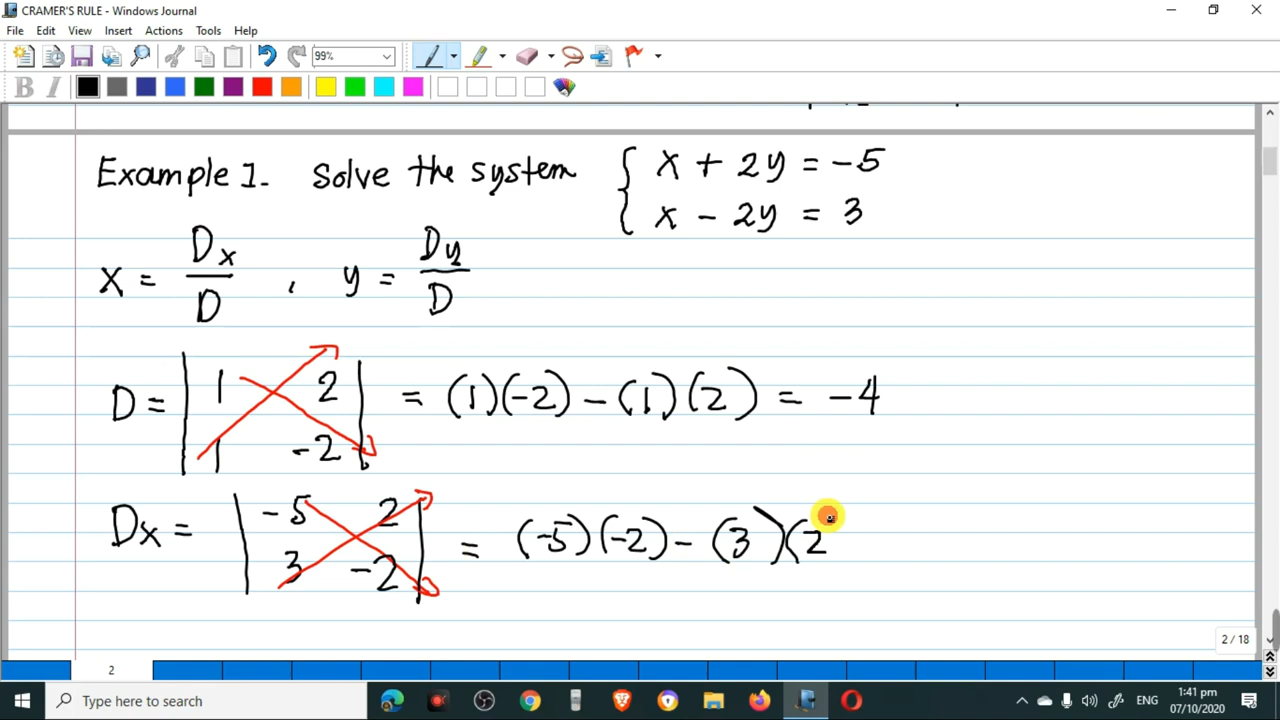 CRAMER'S RULE - Windows Journal
File Edit View Insert Actions Tools Help
99%
B I
Example 1. Solve the system { x + 2y = -5
x - 2y = 3
x = Dx/D , y = Dy/D
D = | 1 2 | = (1)(-2) - (1)(2) = -4
| 1 -2 |
Dx = | -5 2 | = (-5)(-2) - (3)(2
| 3 -2 |
2 / 18
2
Type here to search
ENG
1:41 pm
07/10/2020